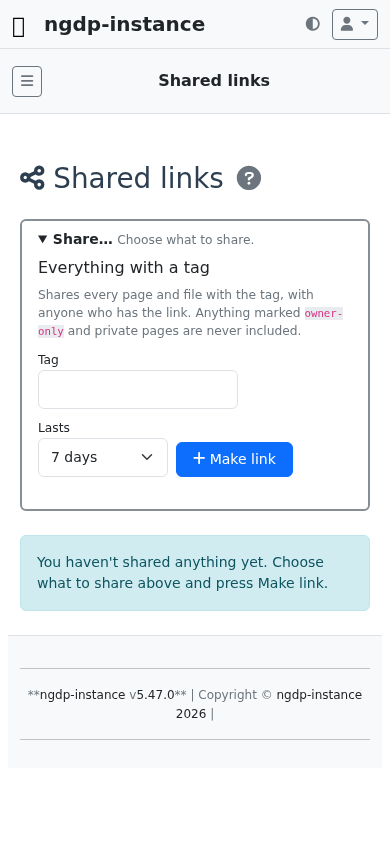 ngdp-instance
Shared links
Shared links
Share... Choose what to share.
Everything with a tag
Shares every page and file with the tag, with
anyone who has the link. Anything marked owner-
only and private pages are never included.
Tag
Lasts
7 days
Make link
You haven't shared anything yet. Choose
what to share above and press Make link.
**ngdp-instance v5.47.0** | Copyright © ngdp-instance
2026 |